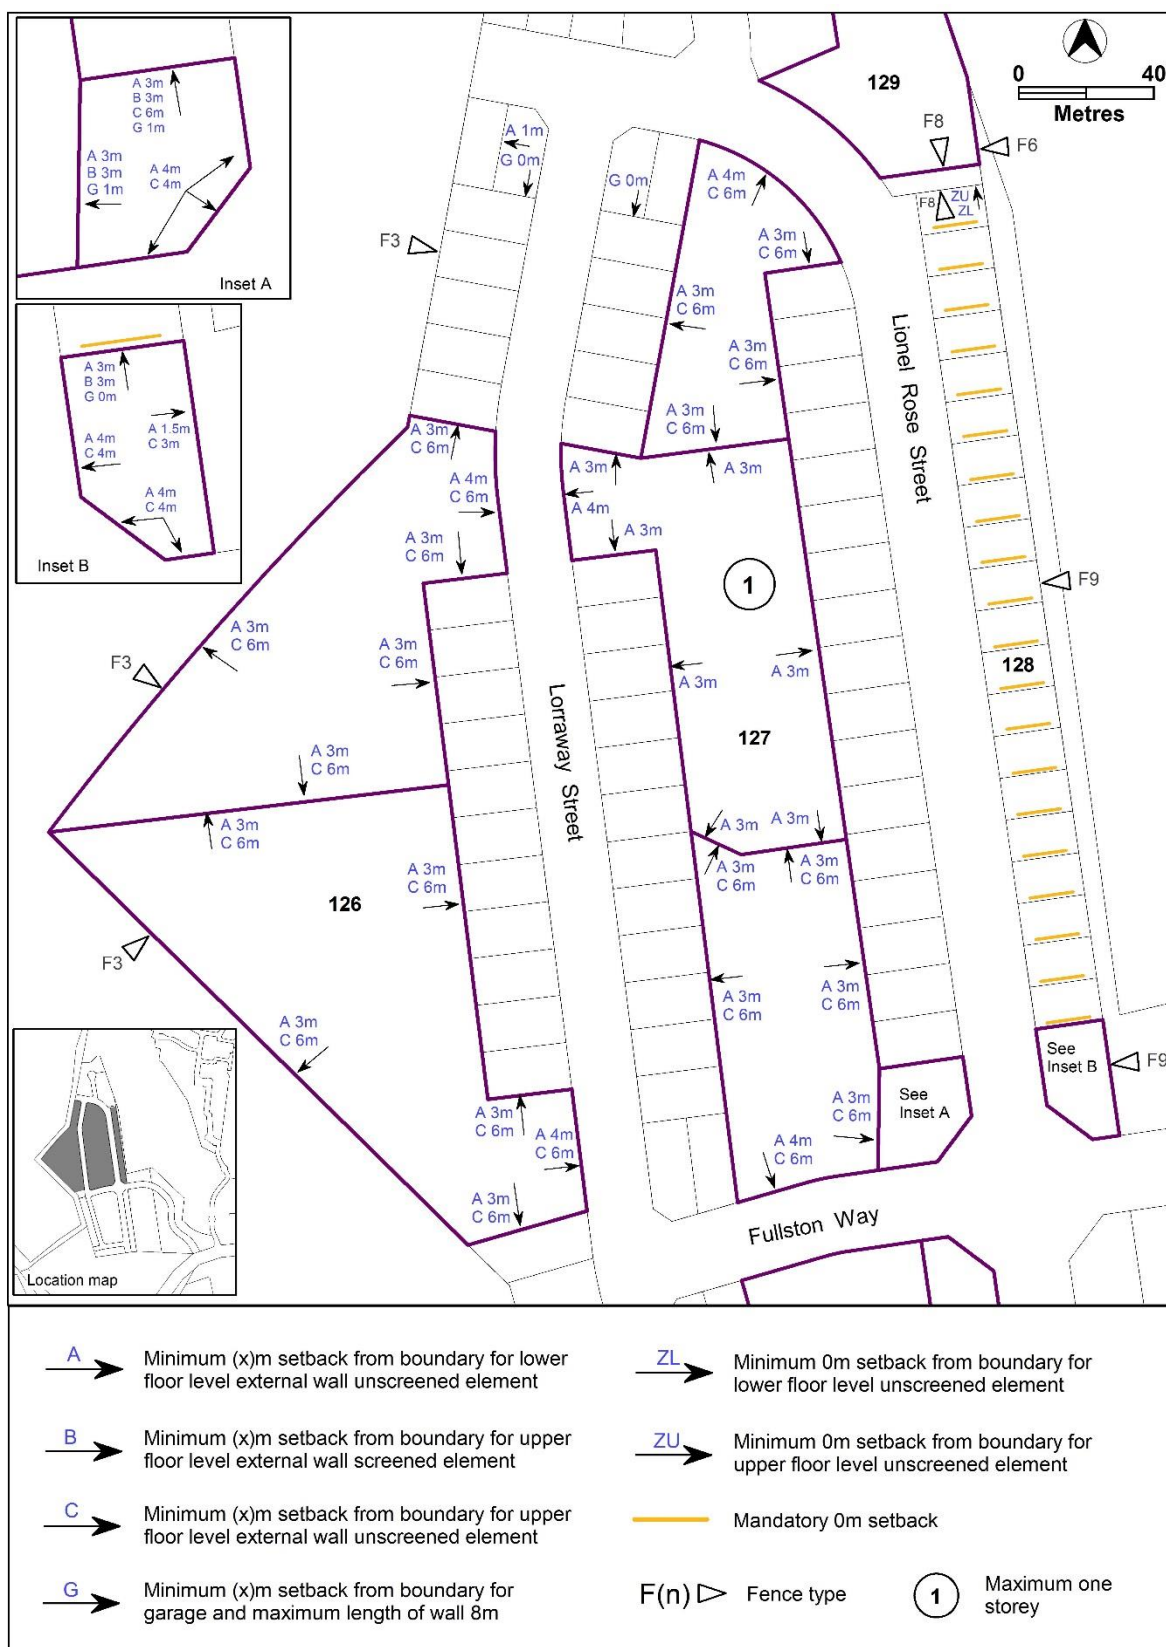 A 3m
B 3m
C 6m
G 1m
A 3m
B 3m
G 1m
A 4m
C 4m
Inset A
A 3m
B 3m
G 0m
A 1.5m
C 3m
A 4m
C 4m
A 4m
C 4m
Inset B
0 40
Metres
129
F8
F6
F8
ZU
ZL
A 1m
G 0m
G 0m
F3
A 4m
C 6m
A 3m
C 6m
A 3m
C 6m
A 3m
C 6m
A 3m
C 6m
A 3m
C 6m
A 4m
C 6m
A 3m
C 6m
A 3m
A 4m
A 3m
A 3m
1
Lionel Rose Street
F9
128
A 3m
C 6m
F3
A 3m
C 6m
A 3m
A 3m
127
Lorraway Street
A 3m
C 6m
A 3m
C 6m
A 3m
A 3m
A 3m
C 6m
A 3m
C 6m
A 3m
C 6m
126
F3
A 3m
C 6m
A 3m
C 6m
A 3m
C 6m
See
Inset A
See
Inset B
F9
A 3m
C 6m
A 3m
C 6m
A 4m
C 6m
A 4m
C 6m
A 3m
C 6m
Fullston Way
Location map
A
Minimum (x)m setback from boundary for lower
floor level external wall unscreened element
B
Minimum (x)m setback from boundary for upper
floor level external wall screened element
C
Minimum (x)m setback from boundary for upper
floor level external wall unscreened element
G
Minimum (x)m setback from boundary for
garage and maximum length of wall 8m
ZL
Minimum 0m setback from boundary for
lower floor level unscreened element
ZU
Minimum 0m setback from boundary for
upper floor level unscreened element
Mandatory 0m setback
F(n)
Fence type
1
Maximum one
storey